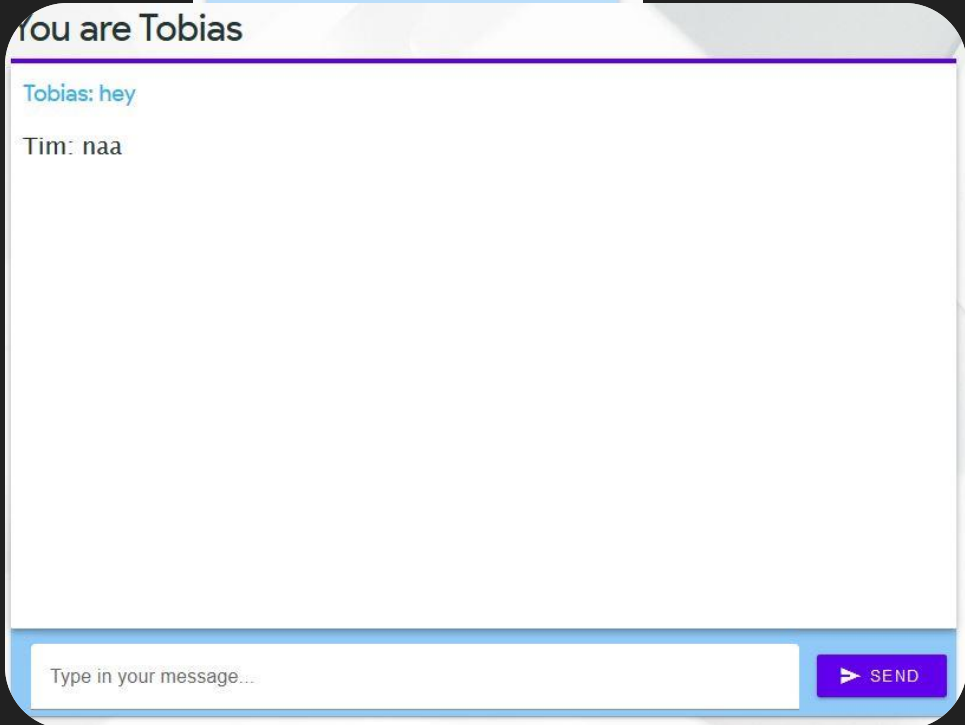 You are Tobias
Tobias: hey
Tim: naa
Type in your message...
SEND